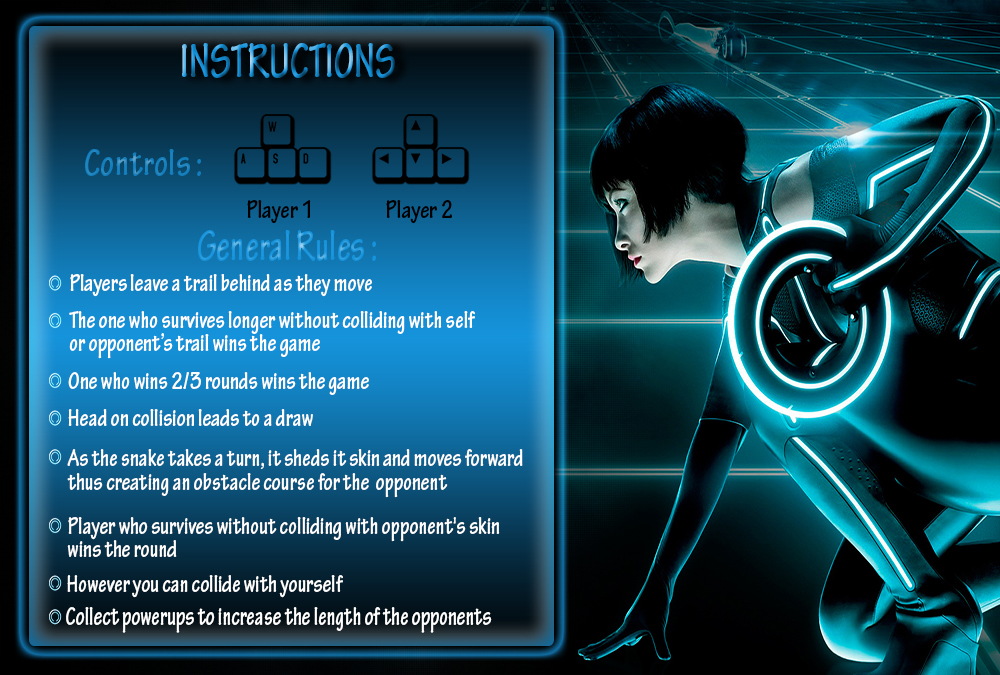 INSTRUCTIONS
W
▲
Controls:
A S D
◄ ▼ ►
Player 1
Player 2
General Rules:
Players leave a trail behind as they move
The one who survives longer without colliding with self
or opponent's trail wins the game
One who wins 2/3 rounds wins the game
Head on collision leads to a draw
As the snake takes a turn, it sheds it skin and moves forward
thus creating an obstacle course for the opponent
Player who survives without colliding with opponent's skin
wins the round
However you can collide with yourself
Collect powerups to increase the length of the opponents